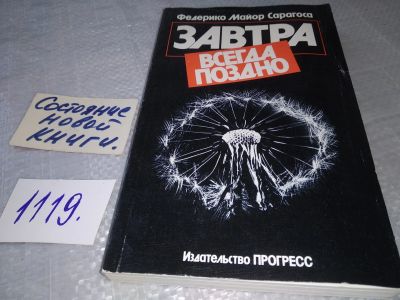 Федерико Майор Сарагоса
ЗАВТРА
ВСЕГДА
ПОЗДНО
Издательство ПРОГРЕСС
Состояние
новой
книги.
1119.